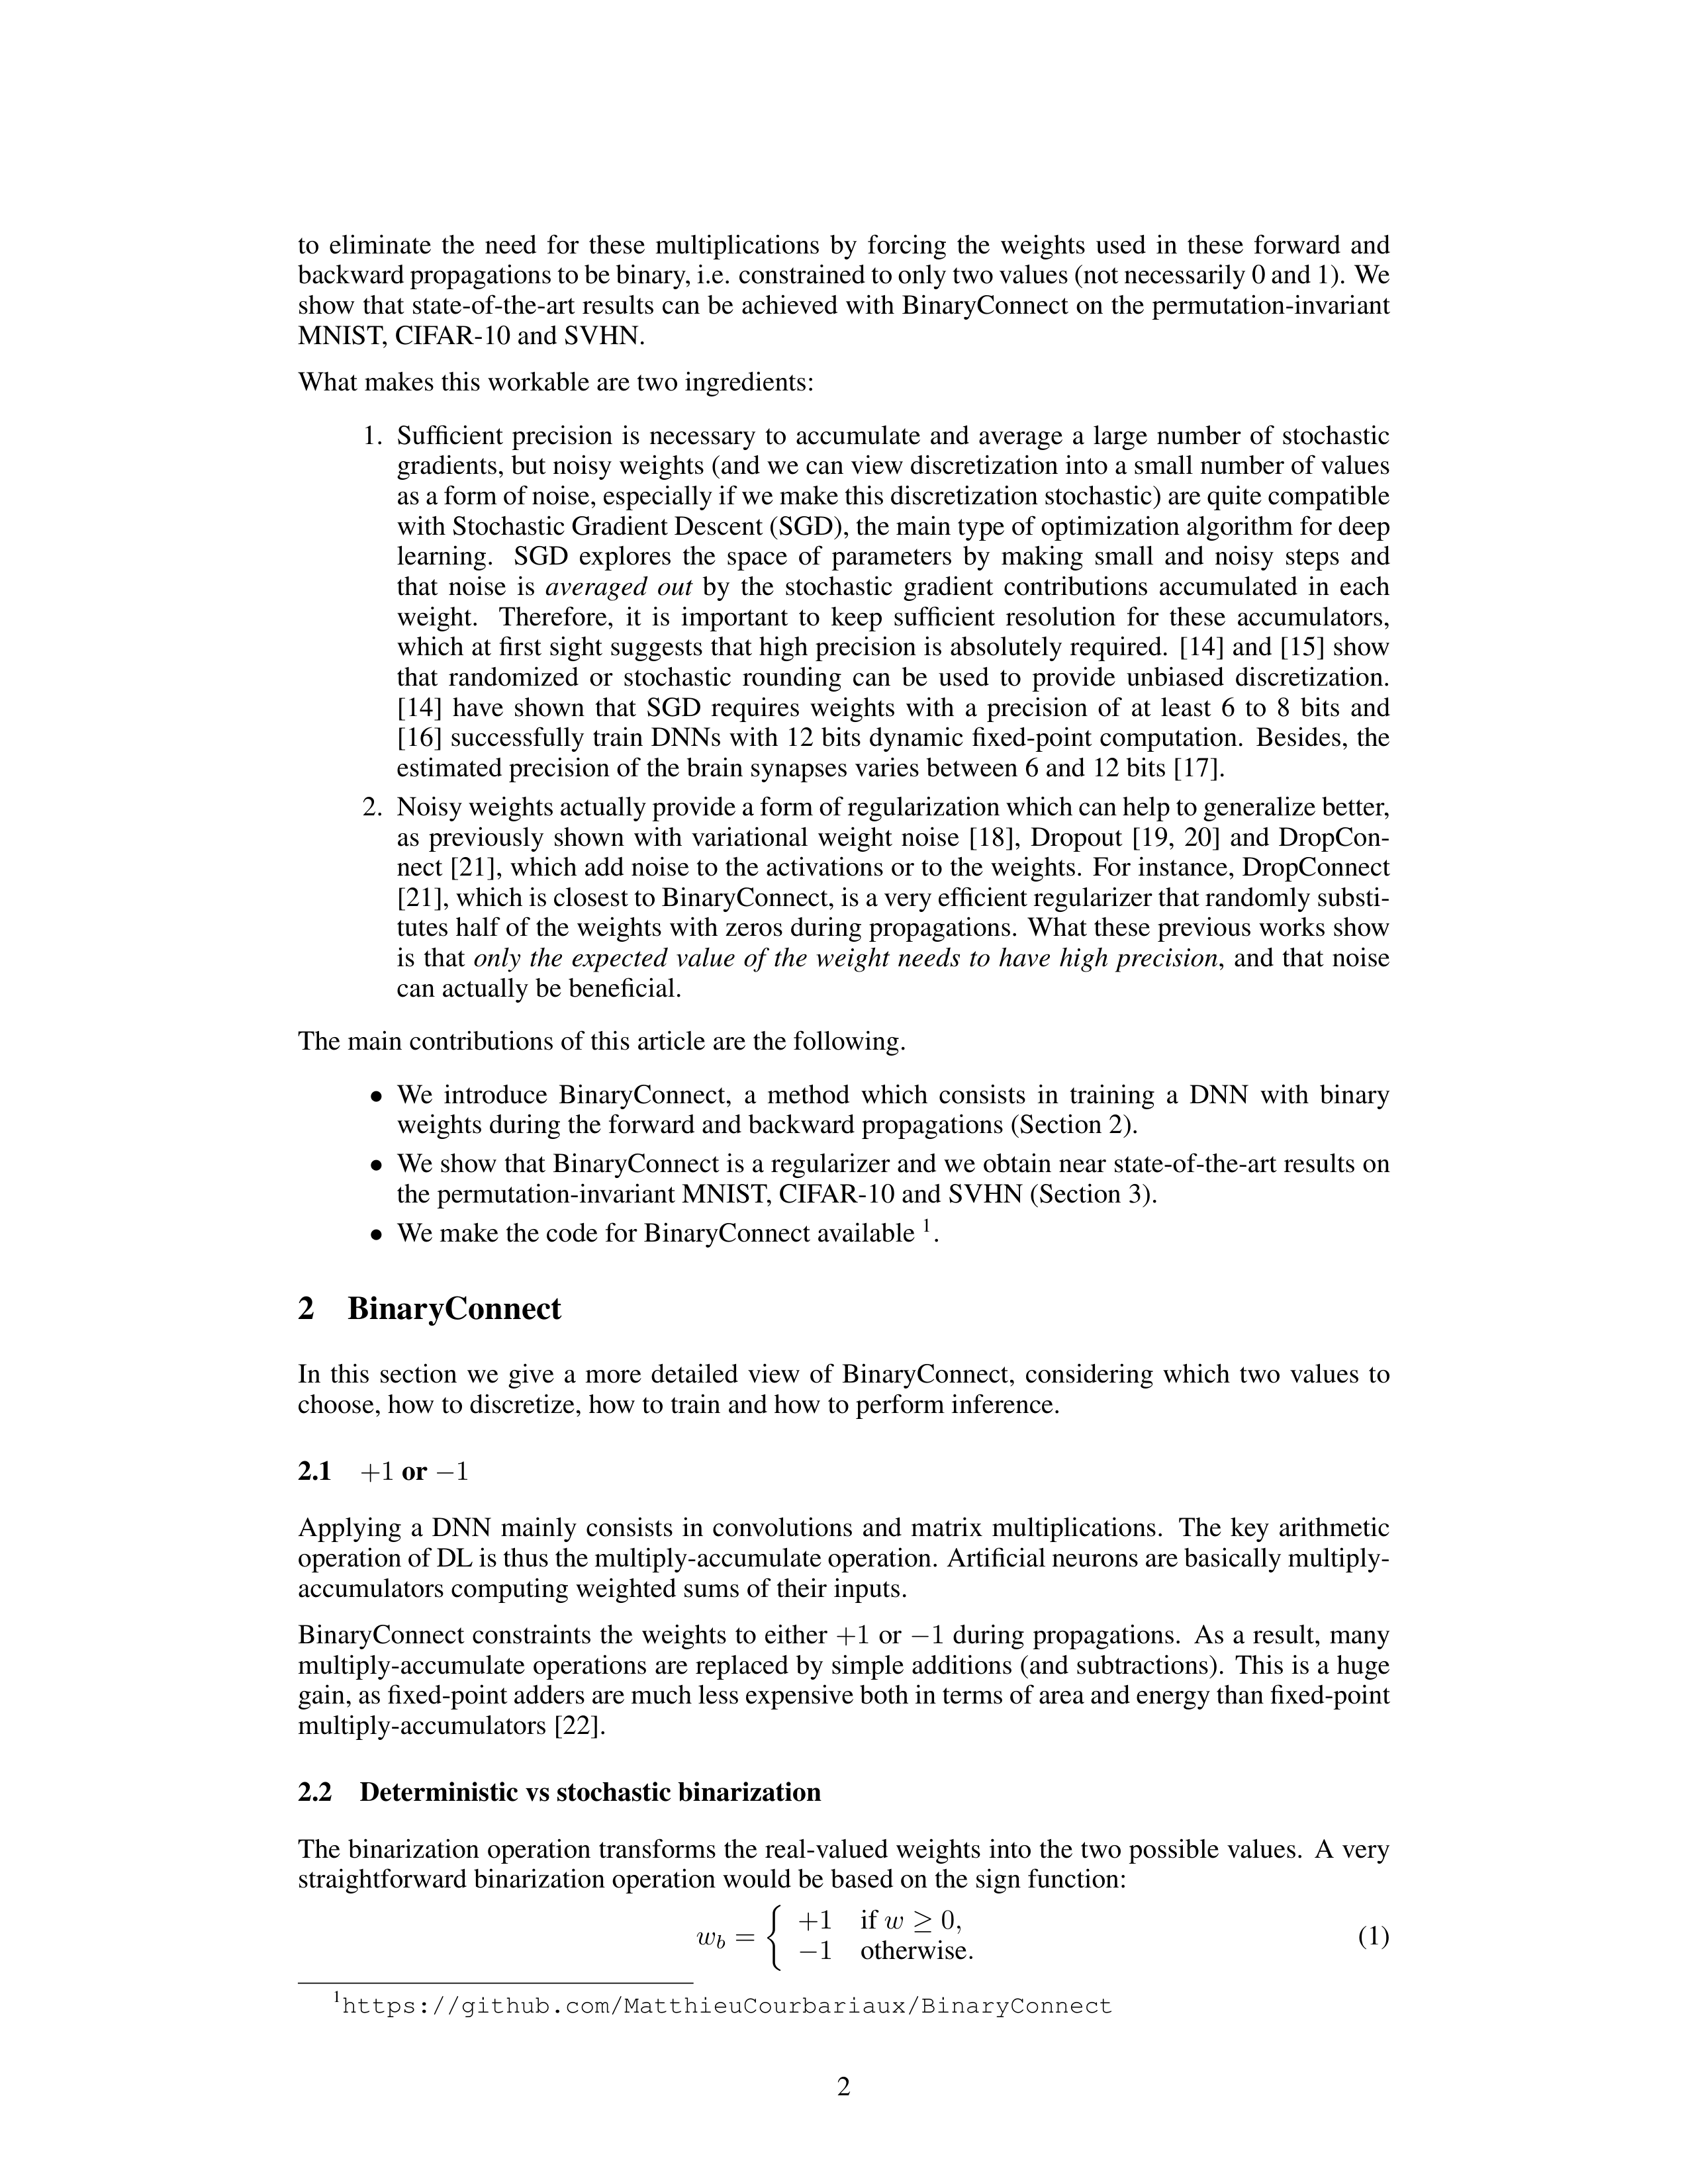 to eliminate the need for these multiplications by forcing the weights used in these forward and
backward propagations to be binary, i.e. constrained to only two values (not necessarily 0 and 1). We
show that state-of-the-art results can be achieved with BinaryConnect on the permutation-invariant
MNIST, CIFAR-10 and SVHN.
What makes this workable are two ingredients:
1. Sufficient precision is necessary to accumulate and average a large number of stochastic
gradients, but noisy weights (and we can view discretization into a small number of values
as a form of noise, especially if we make this discretization stochastic) are quite compatible
with Stochastic Gradient Descent (SGD), the main type of optimization algorithm for deep
learning. SGD explores the space of parameters by making small and noisy steps and
that noise is averaged out by the stochastic gradient contributions accumulated in each
weight. Therefore, it is important to keep sufficient resolution for these accumulators,
which at first sight suggests that high precision is absolutely required. [14] and [15] show
that randomized or stochastic rounding can be used to provide unbiased discretization.
[14] have shown that SGD requires weights with a precision of at least 6 to 8 bits and
[16] successfully train DNNs with 12 bits dynamic fixed-point computation. Besides, the
estimated precision of the brain synapses varies between 6 and 12 bits [17].
2. Noisy weights actually provide a form of regularization which can help to generalize better,
as previously shown with variational weight noise [18], Dropout [19, 20] and DropCon-
nect [21], which add noise to the activations or to the weights. For instance, DropConnect
[21], which is closest to BinaryConnect, is a very efficient regularizer that randomly substi-
tutes half of the weights with zeros during propagations. What these previous works show
is that only the expected value of the weight needs to have high precision, and that noise
can actually be beneficial.
The main contributions of this article are the following.
• We introduce BinaryConnect, a method which consists in training a DNN with binary
weights during the forward and backward propagations (Section 2).
• We show that BinaryConnect is a regularizer and we obtain near state-of-the-art results on
the permutation-invariant MNIST, CIFAR-10 and SVHN (Section 3).
• We make the code for BinaryConnect available 1.
2 BinaryConnect
In this section we give a more detailed view of BinaryConnect, considering which two values to
choose, how to discretize, how to train and how to perform inference.
2.1 +1 or −1
Applying a DNN mainly consists in convolutions and matrix multiplications. The key arithmetic
operation of DL is thus the multiply-accumulate operation. Artificial neurons are basically multiply-
accumulators computing weighted sums of their inputs.
BinaryConnect constraints the weights to either +1 or −1 during propagations. As a result, many
multiply-accumulate operations are replaced by simple additions (and subtractions). This is a huge
gain, as fixed-point adders are much less expensive both in terms of area and energy than fixed-point
multiply-accumulators [22].
2.2 Deterministic vs stochastic binarization
The binarization operation transforms the real-valued weights into the two possible values. A very
straightforward binarization operation would be based on the sign function:
w_b = { +1 if w ≥ 0,
−1 otherwise. (1)
1https://github.com/MatthieuCourbariaux/BinaryConnect
2